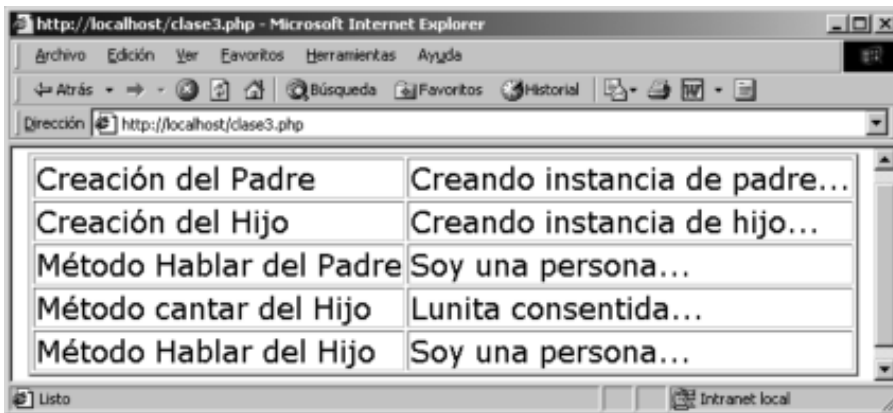 http://localhost/clase3.php - Microsoft Internet Explorer
Archivo Edición Ver Favoritos Herramientas Ayuda
Atrás Búsqueda Favoritos Historial
Dirección http://localhost/clase3.php
Creación del Padre Creando instancia de padre...
Creación del Hijo Creando instancia de hijo...
Método Hablar del Padre Soy una persona...
Método cantar del Hijo Lunita consentida...
Método Hablar del Hijo Soy una persona...
Listo Intranet local